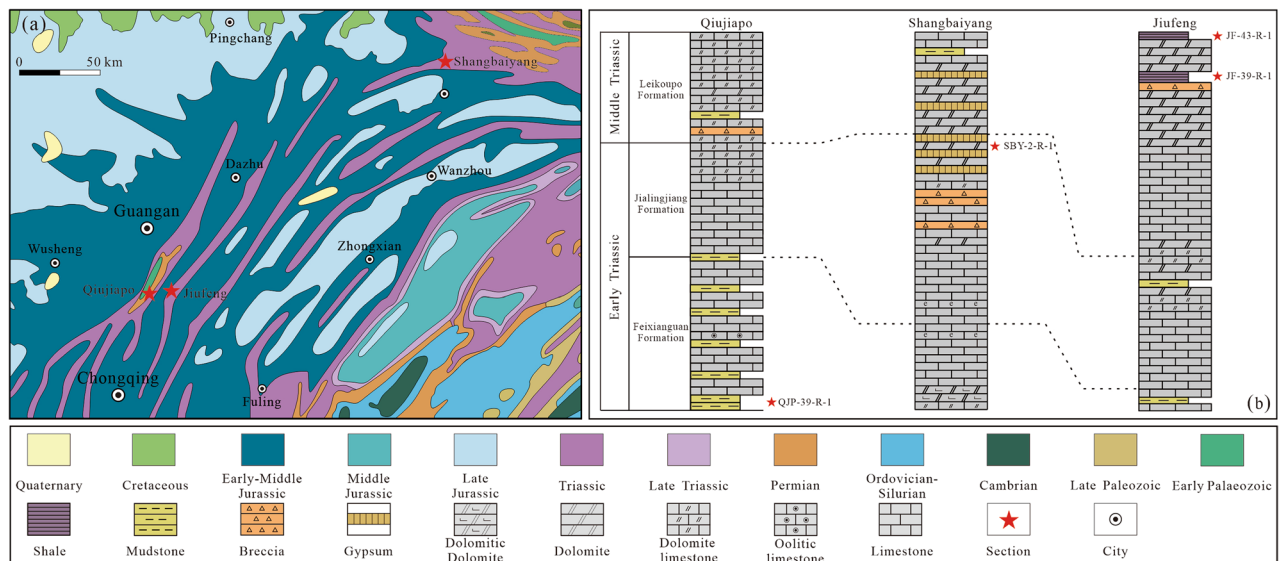 (a)
Pingchang
0 50 km
Shangbaiyang
Dazhu
Wanzhou
Guangan
Wusheng
Zhongxian
Qiujiapo
Jiufeng
Chongqing
Fuling
Qiujiapo
Shangbaiyang
Jiufeng
Middle Triassic
Early Triassic
Leikoupo
Formation
Jialingjiang
Formation
Feixianguan
Formation
JF-43-R-1
JF-39-R-1
SBY-2-R-1
QJP-39-R-1
e e e
e e e
(b)
Quaternary
Cretaceous
Early-Middle
Jurassic
Middle
Jurassic
Late
Jurassic
Triassic
Late Triassic
Permian
Ordovician-
Silurian
Cambrian
Late Paleozoic
Early Palaeozoic
Shale
Mudstone
Breccia
Gypsum
Dolomitic
Dolomite
Dolomite
Dolomite
limestone
Oolitic
limestone
Limestone
Section
City